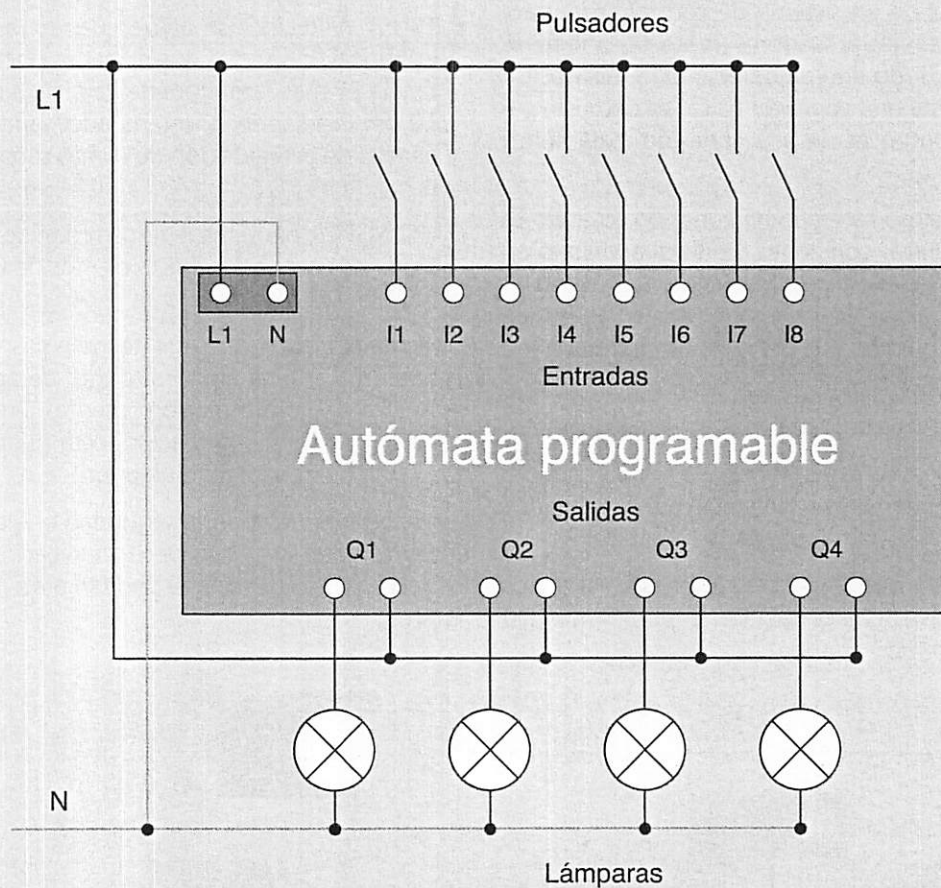 Pulsadores
L1
L1 N I1 I2 I3 I4 I5 I6 I7 I8
Entradas
Autómata programable
Salidas
Q1 Q2 Q3 Q4
N
Lámparas